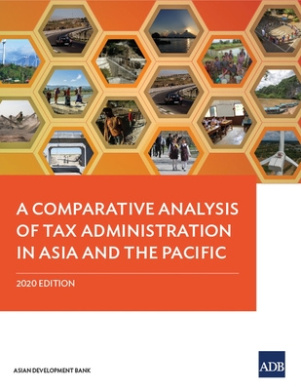 A COMPARATIVE ANALYSIS
OF TAX ADMINISTRATION
IN ASIA AND THE PACIFIC
2020 EDITION
ASIAN DEVELOPMENT BANK
ADB